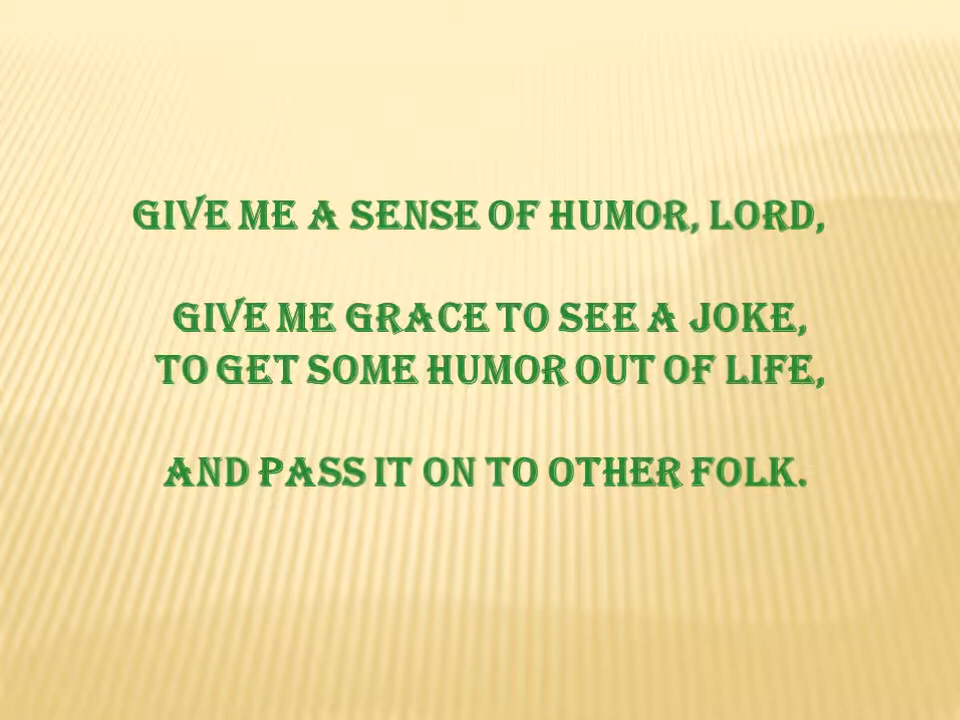 GIVE ME A SENSE OF HUMOR, LORD,
GIVE ME GRACE TO SEE A JOKE,
TO GET SOME HUMOR OUT OF LIFE,
AND PASS IT ON TO OTHER FOLK.